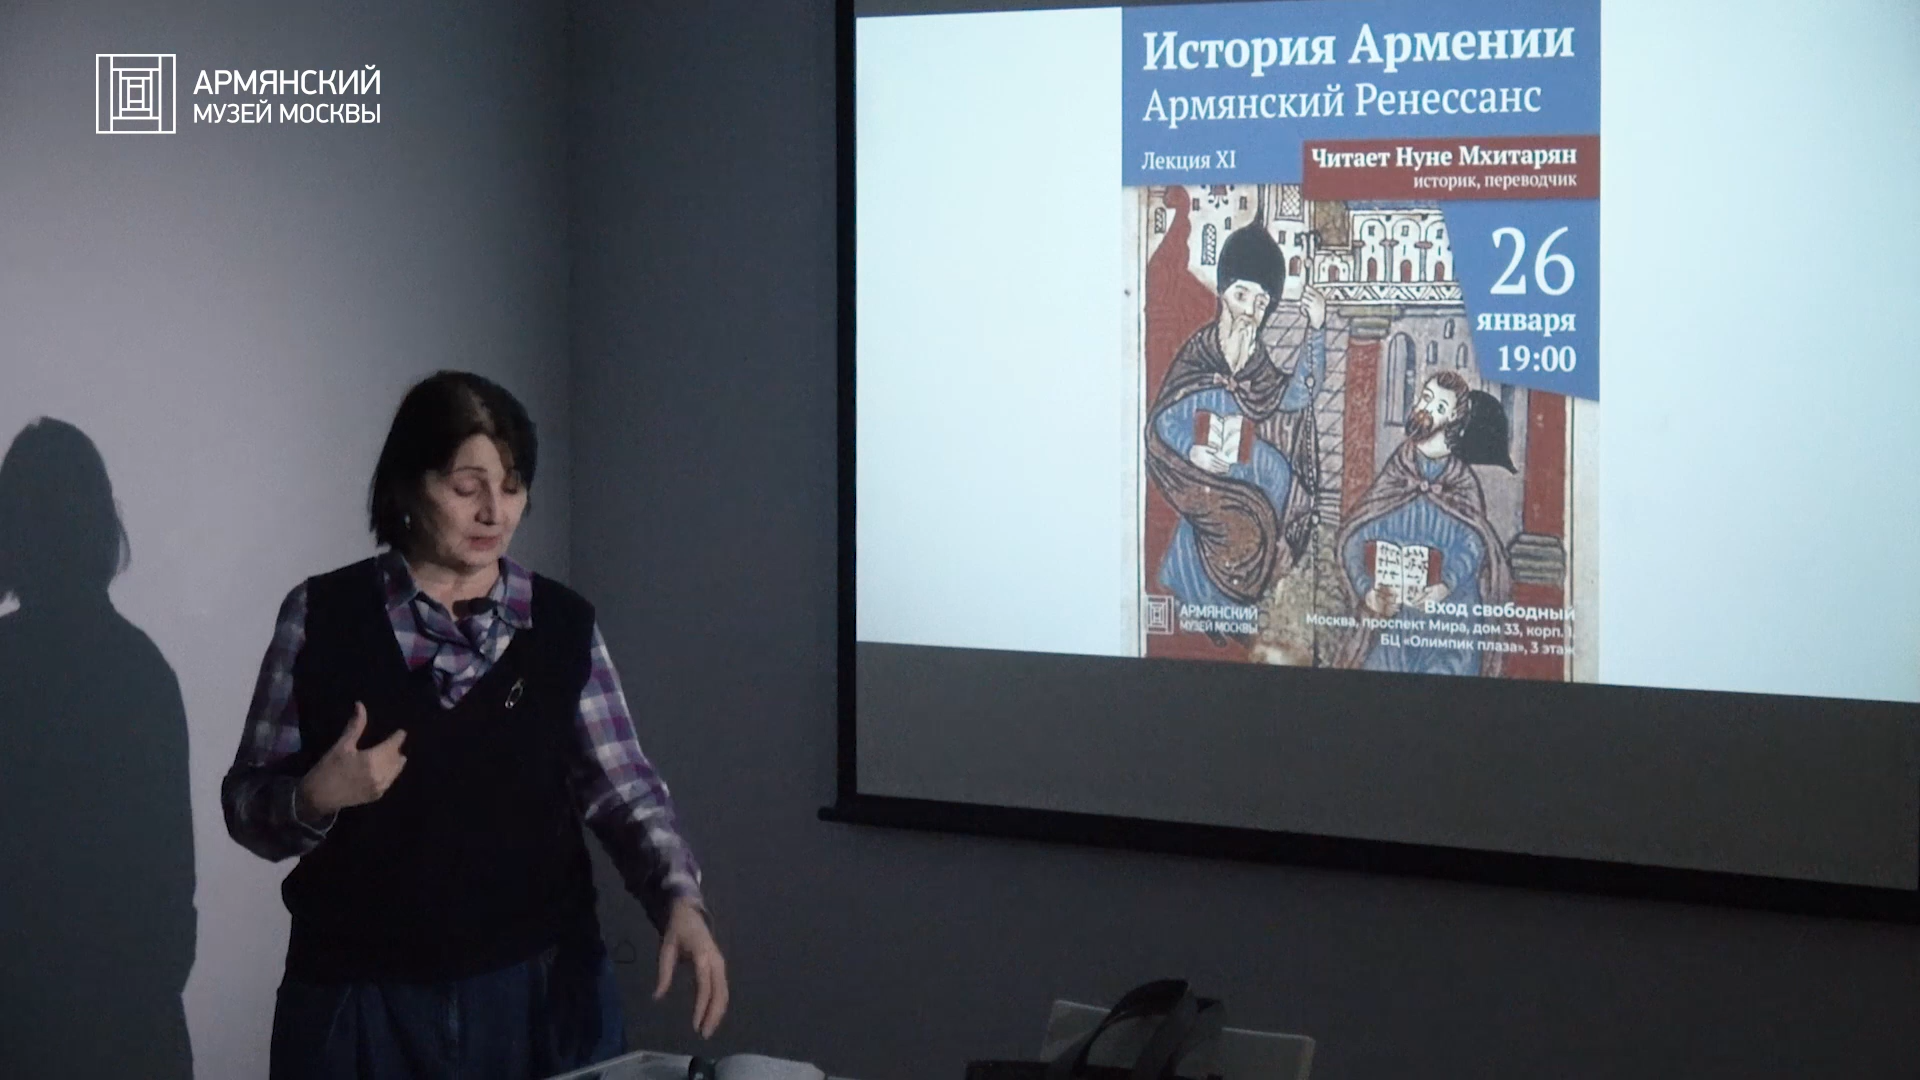 АРМЯНСКИЙ
МУЗЕЙ МОСКВЫ
История Армении
Армянский Ренессанс
Лекция XI
Читает Нуне Мхитарян
историк, переводчик
26
января
19:00
АРМЯНСКИЙ
МУЗЕЙ МОСКВЫ
Вход свободный
Москва, проспект Мира, дом 33, корп. 1,
БЦ «Олимпик плаза», 3 этаж